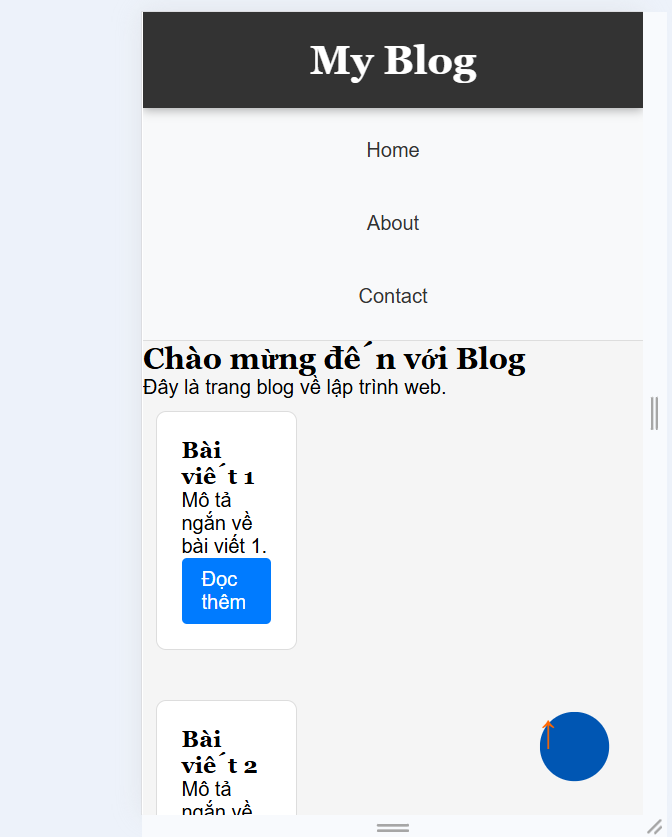 My Blog
Home
About
Contact
Chào mừng đến với Blog
Đây là trang blog về lập trình web.
Bài
viết 1
Mô tả
ngắn về
bài viết 1.
Đọc
thêm
↑
Bài
viết 2
Mô tả
ngắn về